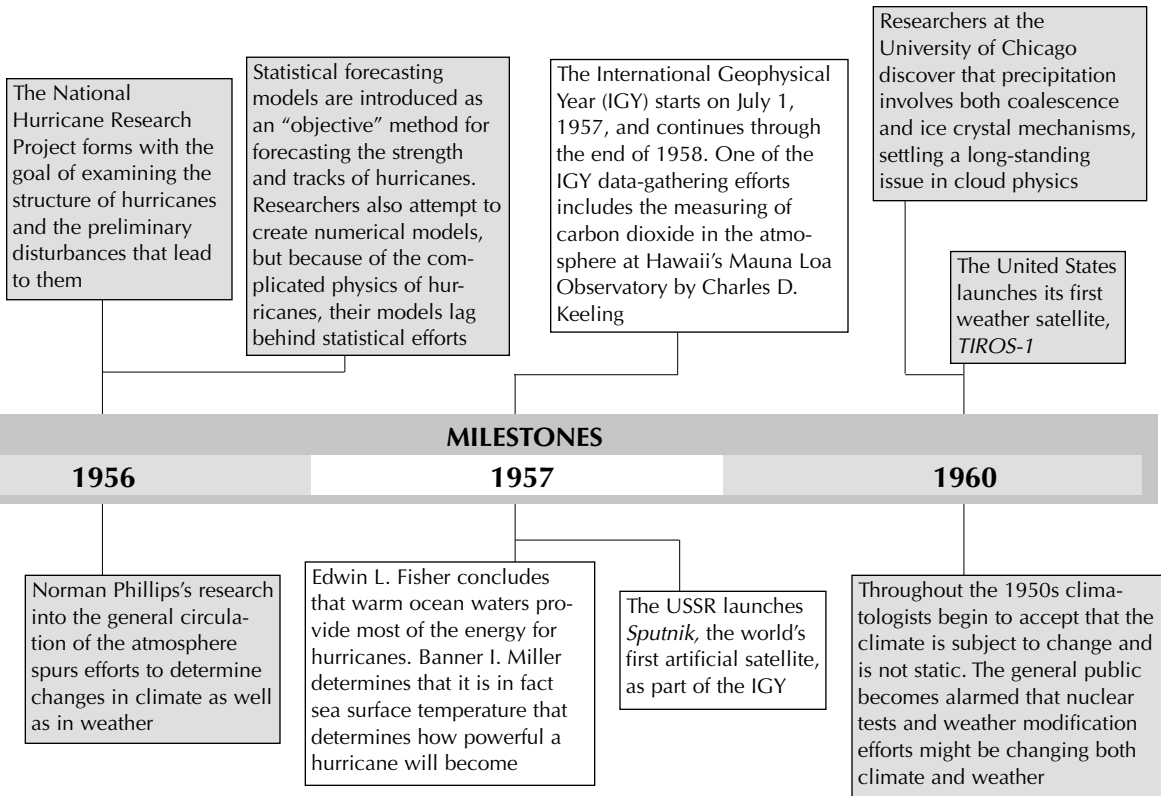 The National
Hurricane Research
Project forms with the
goal of examining the
structure of hurricanes
and the preliminary
disturbances that lead
to them
Statistical forecasting
models are introduced as
an “objective” method for
forecasting the strength
and tracks of hurricanes.
Researchers also attempt to
create numerical models,
but because of the com-
plicated physics of hur-
ricanes, their models lag
behind statistical efforts
The International Geophysical
Year (IGY) starts on July 1,
1957, and continues through
the end of 1958. One of the
IGY data-gathering efforts
includes the measuring of
carbon dioxide in the atmo-
sphere at Hawaii’s Mauna Loa
Observatory by Charles D.
Keeling
Researchers at the
University of Chicago
discover that precipitation
involves both coalescence
and ice crystal mechanisms,
settling a long-standing
issue in cloud physics
The United States
launches its first
weather satellite,
TIROS-1
MILESTONES
1956
1957
1960
Norman Phillips’s research
into the general circula-
tion of the atmosphere
spurs efforts to determine
changes in climate as well
as in weather
Edwin L. Fisher concludes
that warm ocean waters pro-
vide most of the energy for
hurricanes. Banner I. Miller
determines that it is in fact
sea surface temperature that
determines how powerful a
hurricane will become
The USSR launches
Sputnik, the world’s
first artificial satellite,
as part of the IGY
Throughout the 1950s clima-
tologists begin to accept that the
climate is subject to change and
is not static. The general public
becomes alarmed that nuclear
tests and weather modification
efforts might be changing both
climate and weather